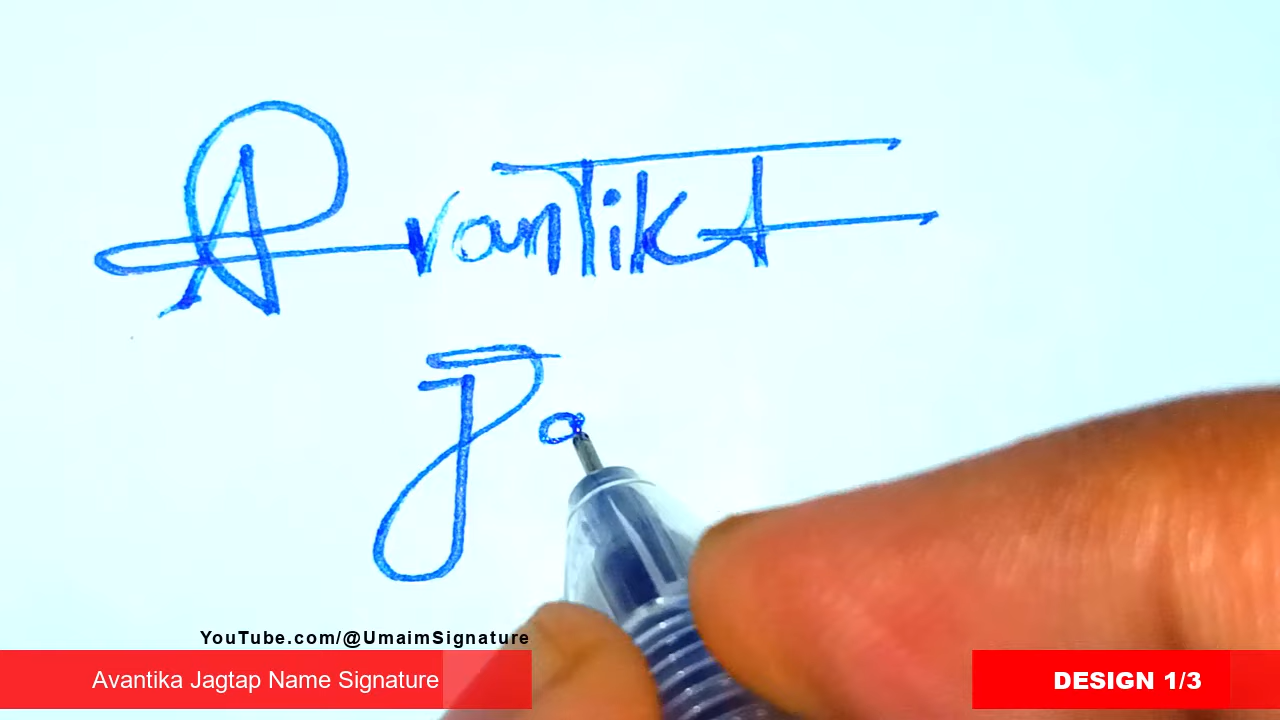 Avantika
Ja
YouTube.com/@UmaimSignature
Avantika Jagtap Name Signature
DESIGN 1/3